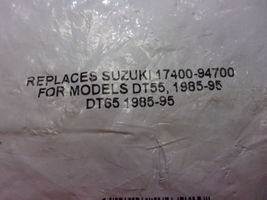 REPLACES SUZUKI 17400-94700
FOR MODELS DT55, 1985-95
DT65 1985-95